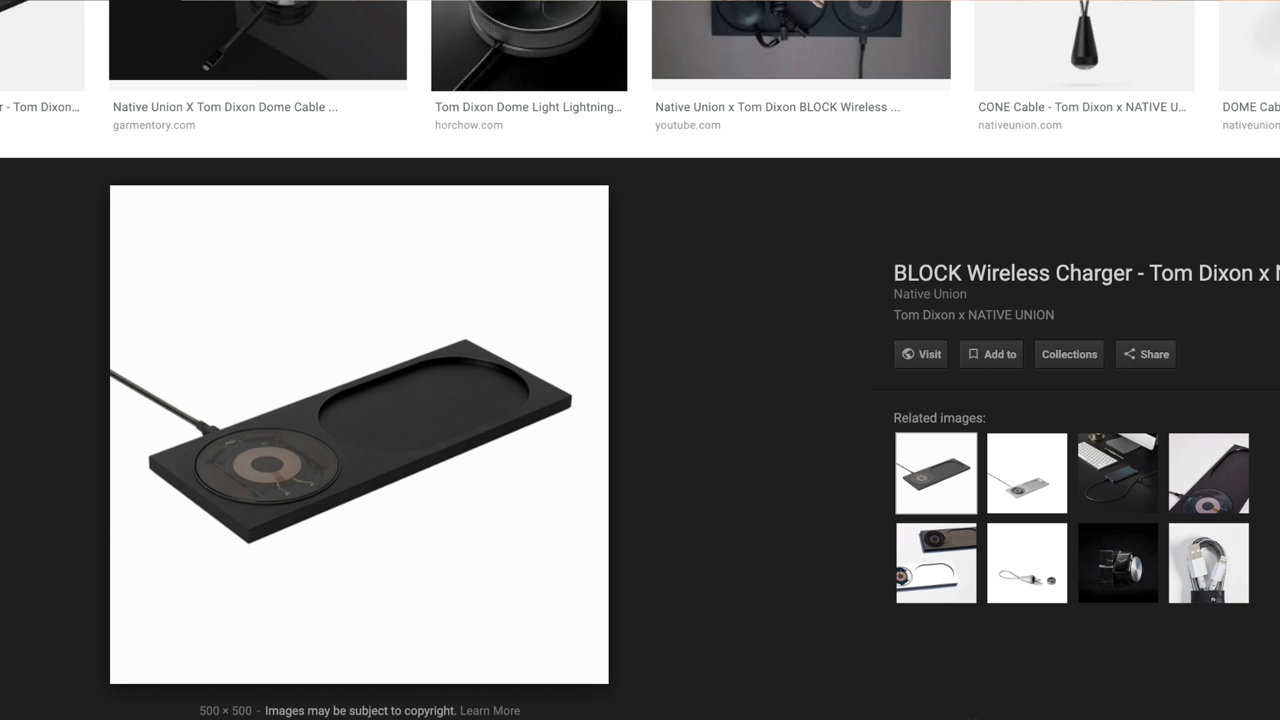 r - Tom Dixon...
Native Union X Tom Dixon Dome Cable ...
Tom Dixon Dome Light Lightning...
Native Union x Tom Dixon BLOCK Wireless ...
CONE Cable - Tom Dixon x NATIVE U...
DOME Cab
garmentory.com
horchow.com
youtube.com
nativeunion.com
nativeunion
BLOCK Wireless Charger - Tom Dixon x N
Native Union
Tom Dixon x NATIVE UNION
Visit
Add to
Collections
Share
Related images:
500 × 500 - Images may be subject to copyright. Learn More